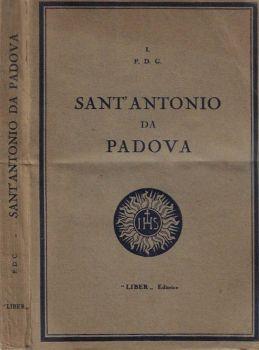 P. D. C. - SANT'ANTONIO DA PADOVA
"LIBER„
I.
P. D. G.
SANT'ANTONIO
DA
PADOVA
IHS
"LIBER„ Editrice